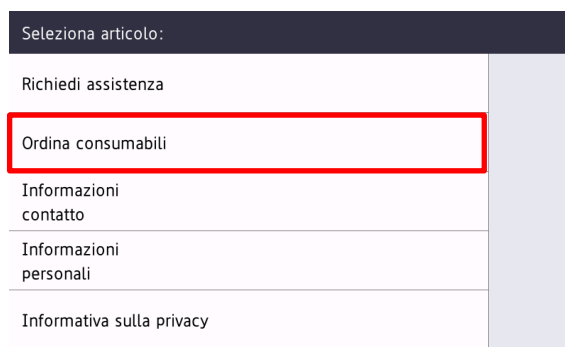 Seleziona articolo:
Richiedi assistenza
Ordina consumabili
Informazioni
contatto
Informazioni
personali
Informativa sulla privacy